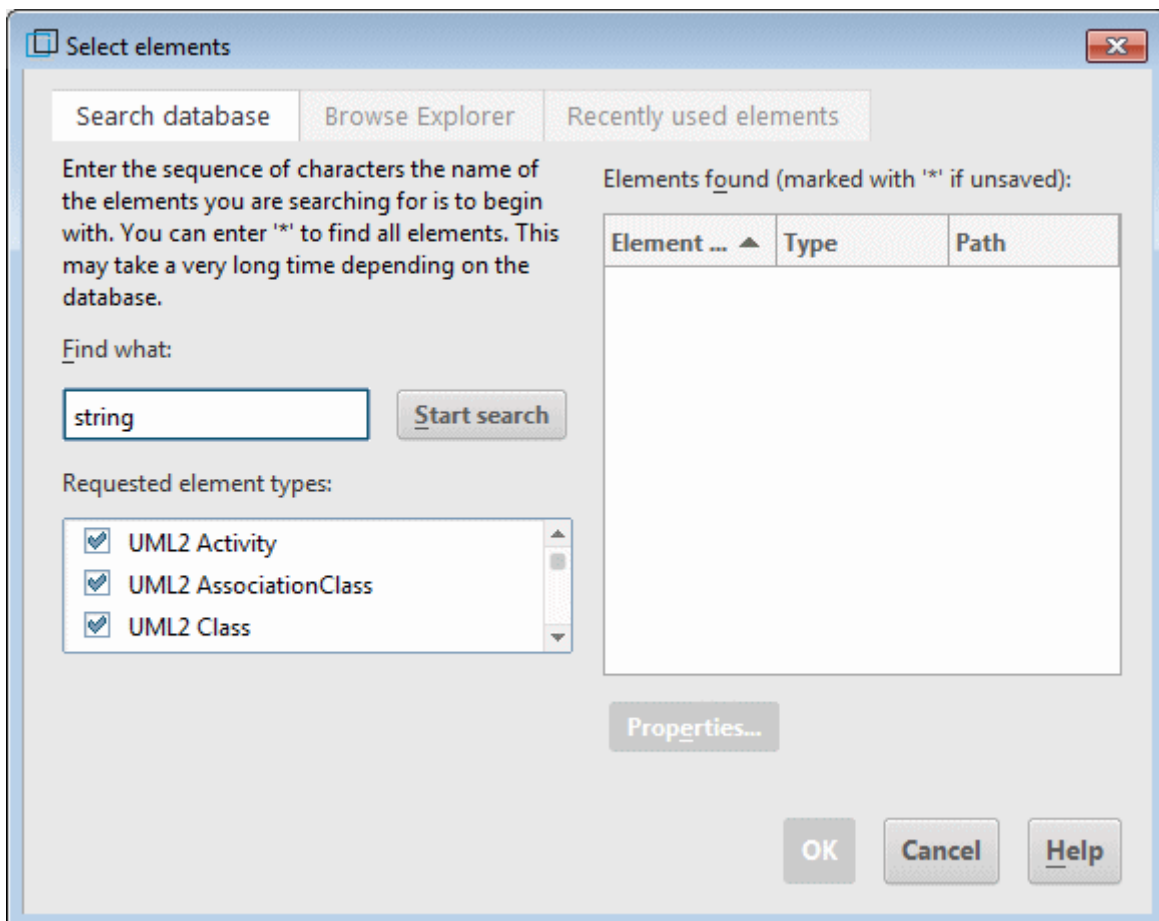 Select elements
Search database
Browse Explorer
Recently used elements
Enter the sequence of characters the name of
the elements you are searching for is to begin
with. You can enter '*' to find all elements. This
may take a very long time depending on the
database.
Find what:
string
Start search
Requested element types:
UML2 Activity
UML2 AssociationClass
UML2 Class
Elements found (marked with '*' if unsaved):
Element ...
Type
Path
Properties...
OK
Cancel
Help